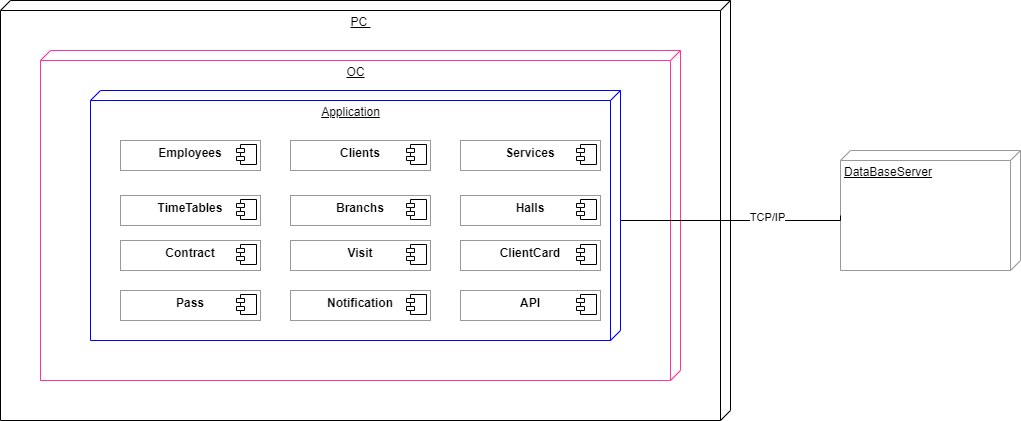 PC
OC
Application
Employees
Clients
Services
TimeTables
Branchs
Halls
Contract
Visit
ClientCard
Pass
Notification
API
TCP/IP
DataBaseServer